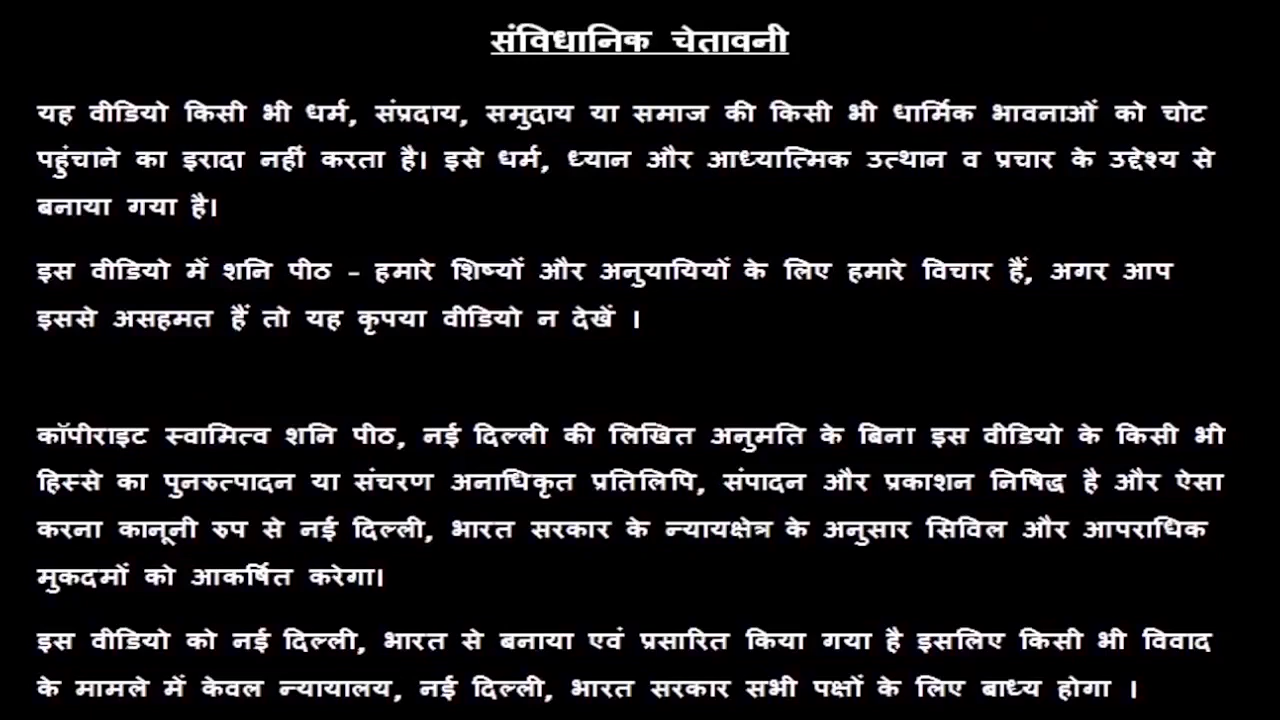 संविधानिक चेतावनी
यह वीडियो किसी भी धर्म, संप्रदाय, समुदाय या समाज की किसी भी धार्मिक भावनाओं को चोट
पहुंचाने का इरादा नहीं करता है। इसे धर्म, ध्यान और आध्यात्मिक उत्थान व प्रचार के उद्देश्य से
बनाया गया है।
इस वीडियो में शनि पीठ – हमारे शिष्यों और अनुयायियों के लिए हमारे विचार हैं, अगर आप
इससे असहमत हैं तो यह कृपया वीडियो न देखें ।
कॉपीराइट स्वामित्व शनि पीठ, नई दिल्ली की लिखित अनुमति के बिना इस वीडियो के किसी भी
हिस्से का पुनरुत्पादन या संचरण अनाधिकृत प्रतिलिपि, संपादन और प्रकाशन निषिद्ध है और ऐसा
करना कानूनी रुप से नई दिल्ली, भारत सरकार के न्यायक्षेत्र के अनुसार सिविल और आपराधिक
मुकदमों को आकर्षित करेगा।
इस वीडियो को नई दिल्ली, भारत से बनाया एवं प्रसारित किया गया है इसलिए किसी भी विवाद
के मामले में केवल न्यायालय, नई दिल्ली, भारत सरकार सभी पक्षों के लिए बाध्य होगा ।